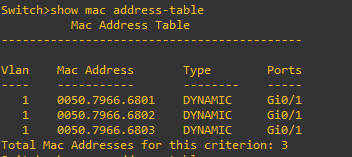 Switch>show mac address-table
Mac Address Table
-------------------------------------------
Vlan Mac Address Type Ports
---- ----------- -------- -----
1 0050.7966.6801 DYNAMIC Gi0/1
1 0050.7966.6802 DYNAMIC Gi0/1
1 0050.7966.6803 DYNAMIC Gi0/1
Total Mac Addresses for this criterion: 3